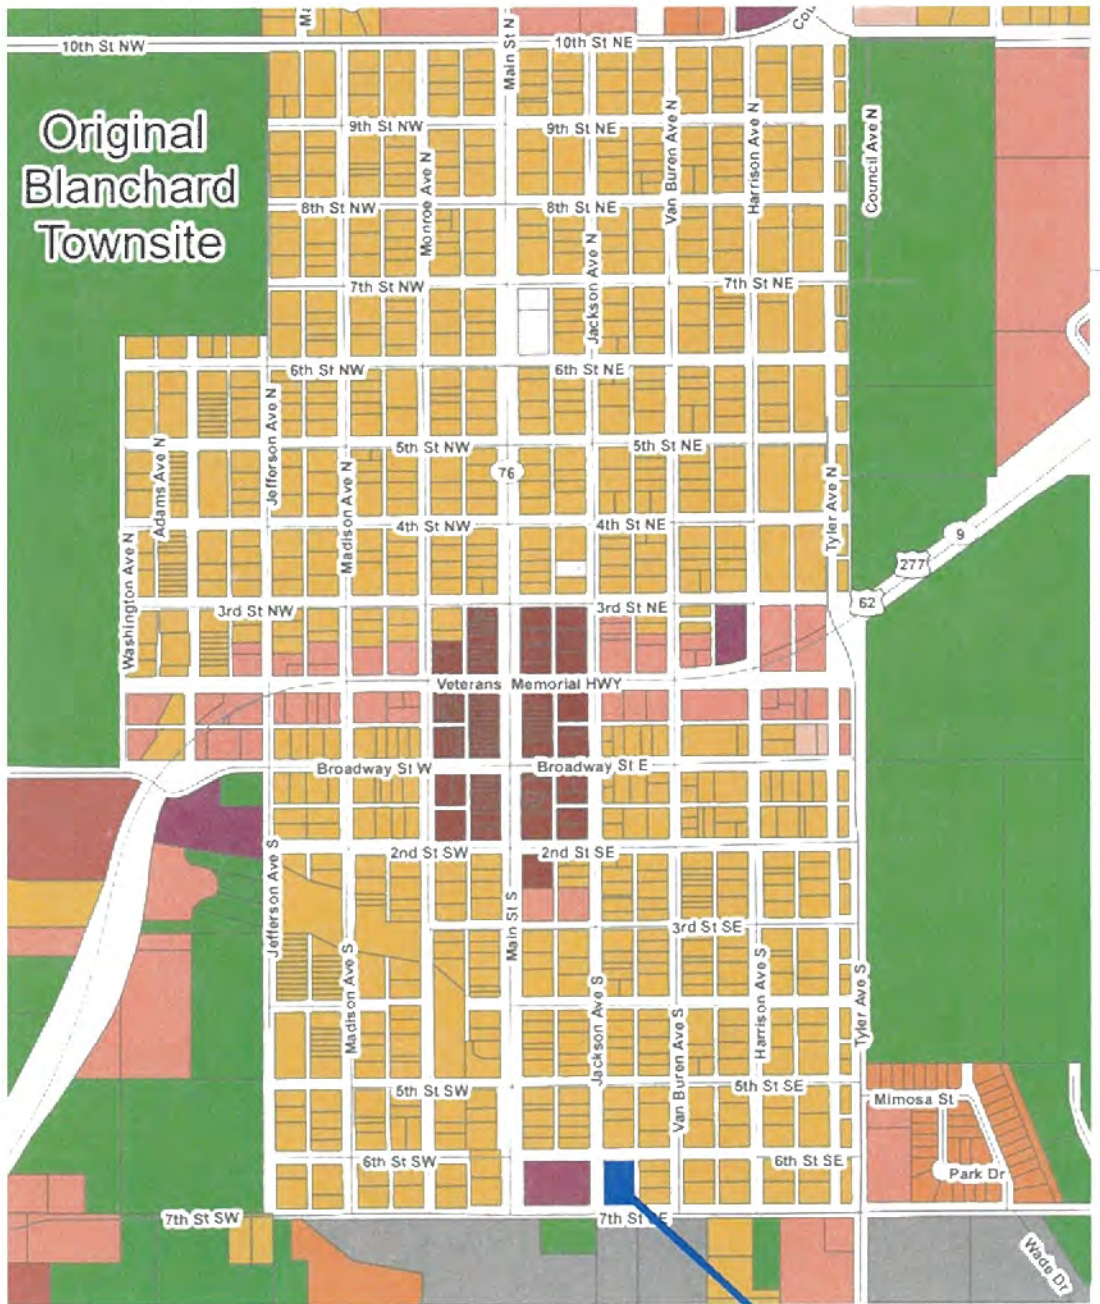 Ma
Main St N
Cou
10th St NW
10th St NE
Original
Blanchard
Townsite
9th St NW
9th St NE
Van Buren Ave N
Harrison Ave N
Council Ave N
Monroe Ave N
8th St NW
8th St NE
Jackson Ave N
7th St NW
7th St NE
6th St NW
6th St NE
Jefferson Ave N
5th St NW
5th St NE
Adams Ave N
Madison Ave N
76
Tyler Ave N
4th St NW
4th St NE
9
277
Washington Ave N
62
3rd St NW
3rd St NE
Veterans Memorial HWY
Broadway St W
Broadway St E
2nd St SW
2nd St SE
Jefferson Ave S
Main St S
3rd St SE
Madison Ave S
Jackson Ave S
Harrison Ave S
Tyler Ave S
Van Buren Ave S
5th St SW
5th St SE
Mimosa St
6th St SW
6th St SE
Park Dr
7th St SW
7th St SE
Wade Dr